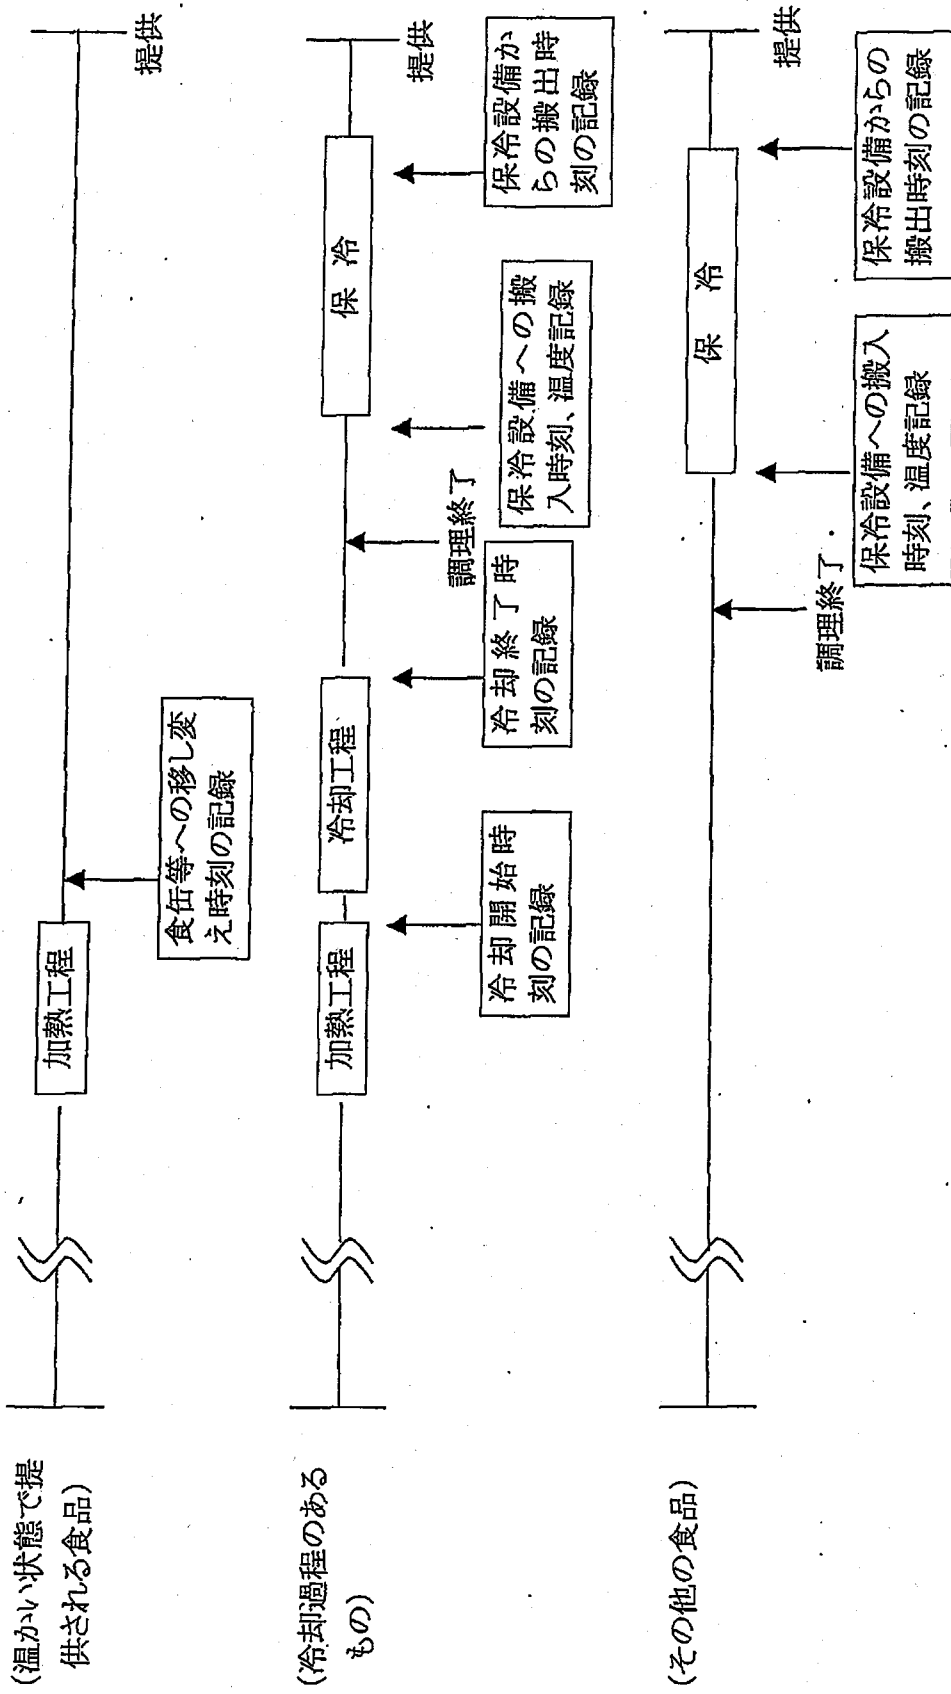 (温かい状態で提
供される食品)
加熱工程
食缶等への移し変
え時刻の記録
提供
(冷却過程のある
もの)
加熱工程
冷却開始時
刻の記録
冷却工程
冷却終了時
刻の記録
調理終了
保冷設備への搬
入時刻、温度記録
保冷
保冷設備か
らの搬出時
刻の記録
提供
(その他の食品)
調理終了
保冷設備への搬入
時刻、温度記録
保冷
保冷設備からの
搬出時刻の記録
提供